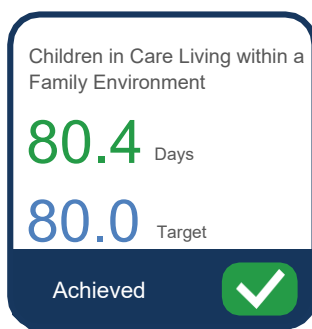 Children in Care Living within a
Family Environment
80.4 Days
80.0 Target
Achieved